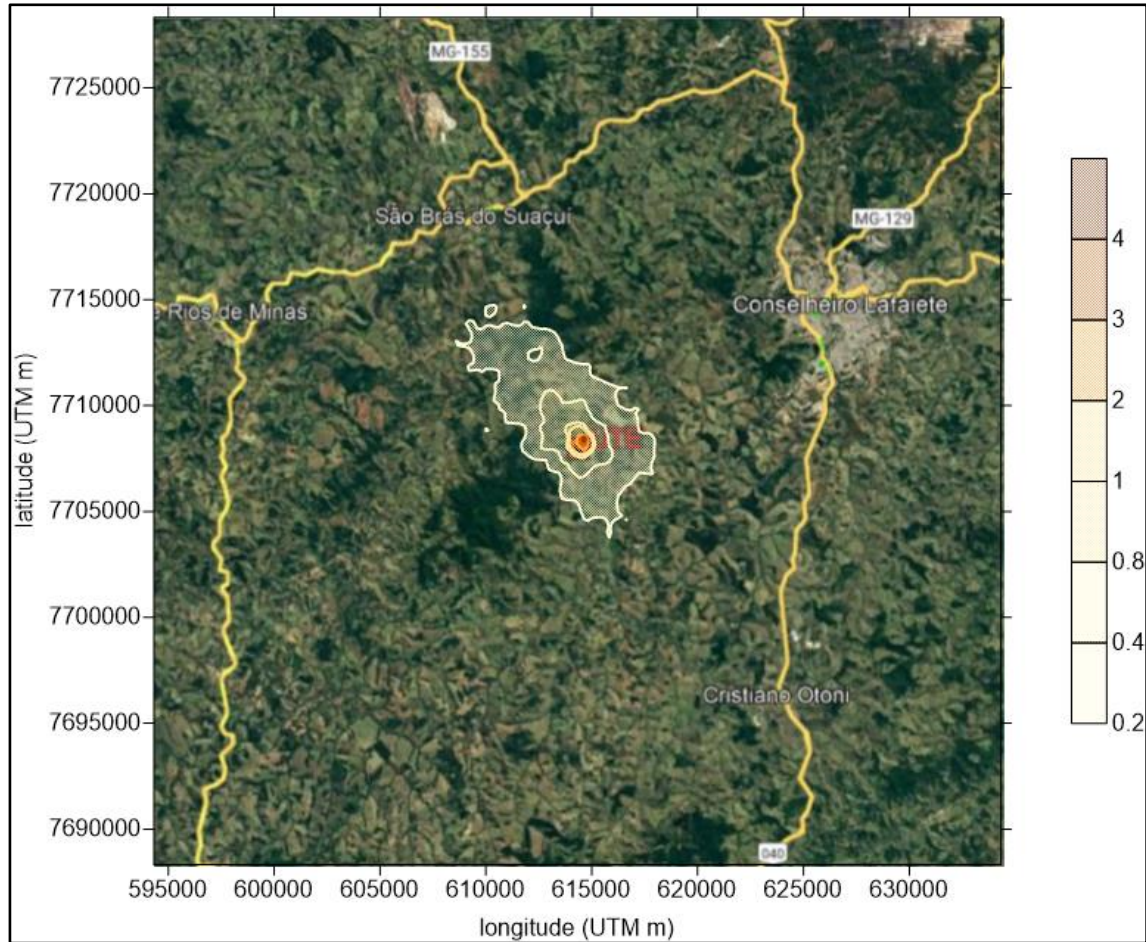 MG-155
7725000
7720000
São Brás do Suaçuí
MG-129
4
7715000
e Rios de Minas
Conselheiro Lafaiete
3
latitude (UTM m)
7710000
UTE
2
1
7705000
0.8
7700000
0.4
7695000
Cristiano Otoni
0.2
7690000
040
595000 600000 605000 610000 615000 620000 625000 630000
longitude (UTM m)